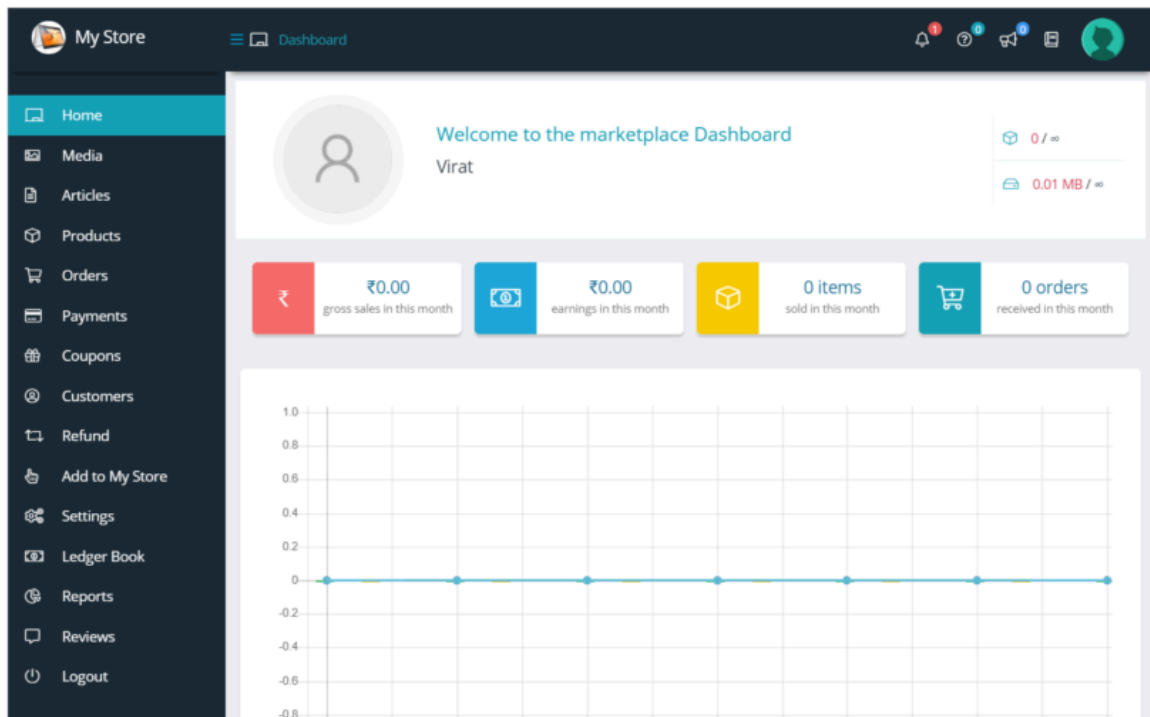 My Store
Dashboard
1
0
0
Home
Media
Articles
Products
Orders
Payments
Coupons
Customers
Refund
Add to My Store
Settings
Ledger Book
Reports
Reviews
Logout
Welcome to the marketplace Dashboard
Virat
0 / ∞
0.01 MB / ∞
₹
₹0.00
gross sales in this month
₹0.00
earnings in this month
0 items
sold in this month
0 orders
received in this month
1.0
0.8
0.6
0.4
0.2
0
-0.2
-0.4
-0.6
-0.8